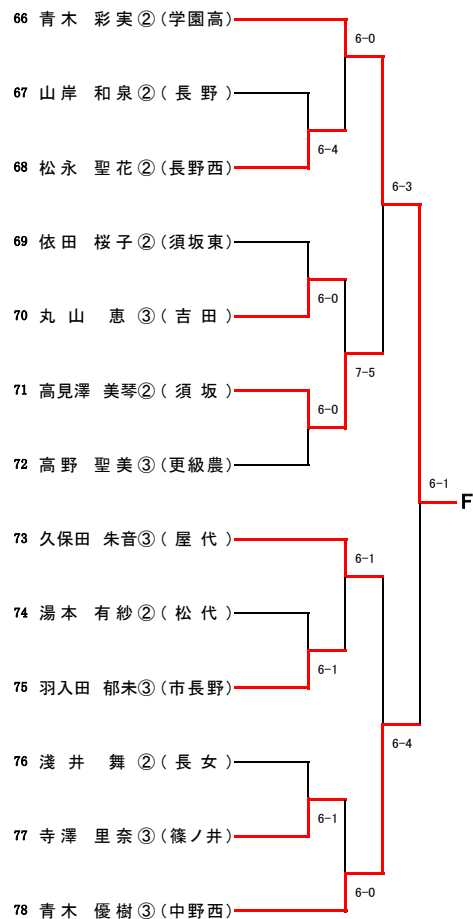 66 青木 彩実②(学園高)
6-0
67 山岸 和泉②(長野)
6-4
68 松永 聖花②(長野西)
6-3
69 依田 桜子②(須坂東)
6-0
70 丸山 恵③(吉田)
7-5
71 高見澤 美琴②(須坂)
6-0
72 高野 聖美③(更級農)
6-1
F
73 久保田 朱音③(屋代)
6-1
74 湯本 有紗②(松代)
6-1
75 羽入田 郁未③(市長野)
6-4
76 淺井 舞②(長女)
6-1
77 寺澤 里奈③(篠ノ井)
6-0
78 青木 優樹③(中野西)